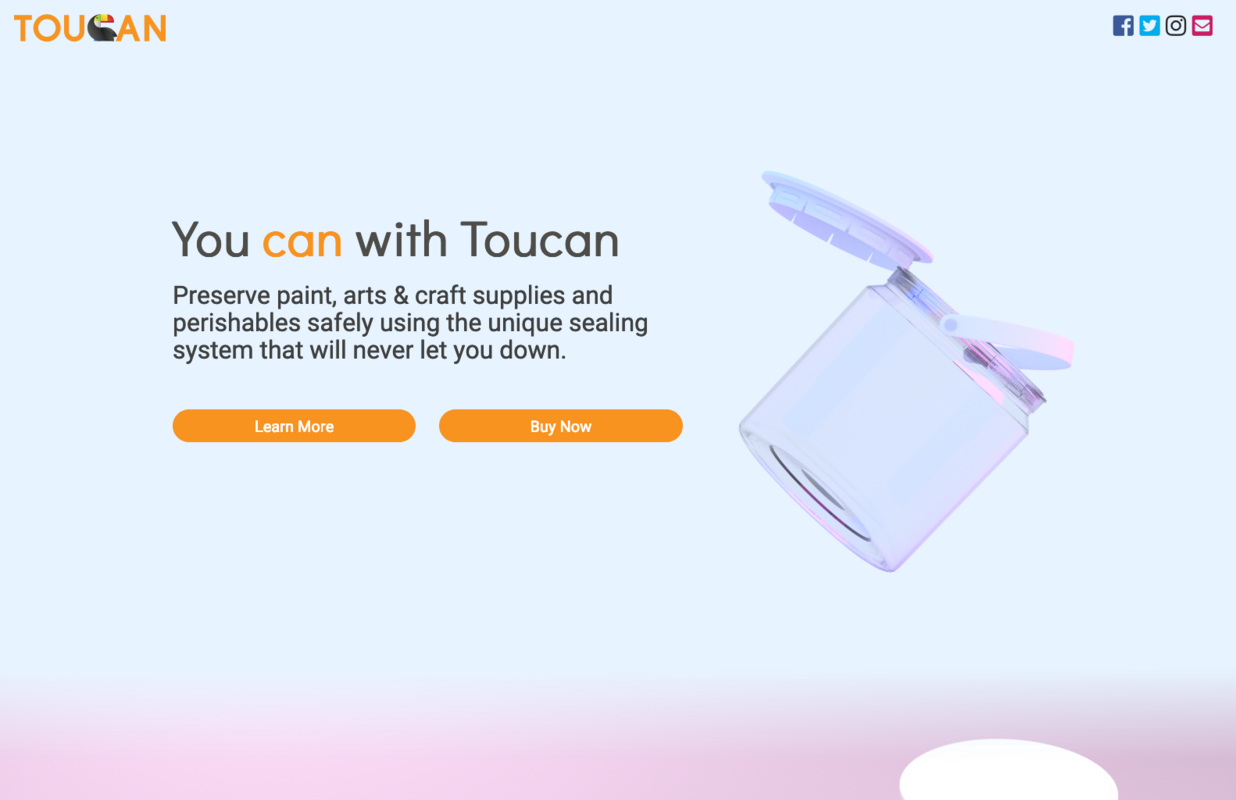 TOUCAN
You can with Toucan
Preserve paint, arts & craft supplies and
perishables safely using the unique sealing
system that will never let you down.
Learn More
Buy Now